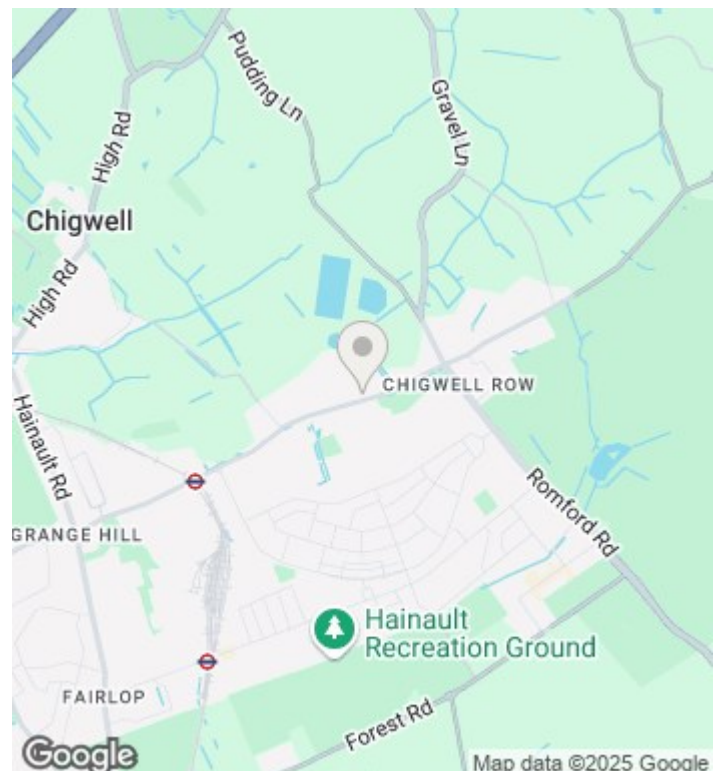 Pudding Ln
High Rd
Gravel Ln
Chigwell
High Rd
CHIGWELL ROW
Hainault Rd
GRANGE HILL
Romford Rd
Hainault
Recreation Ground
FAIRLOP
Forest Rd
Google
Map data ©2025 Google